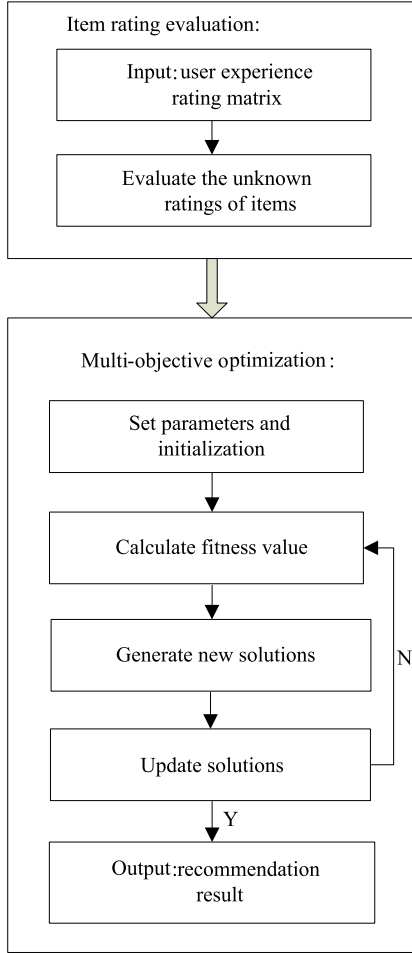 Item rating evaluation:
Input:user experience
rating matrix
Evaluate the unknown
ratings of items
Multi-objective optimization:
Set parameters and
initialization
Calculate fitness value
Generate new solutions
N
Update solutions
Y
Output:recommendation
result